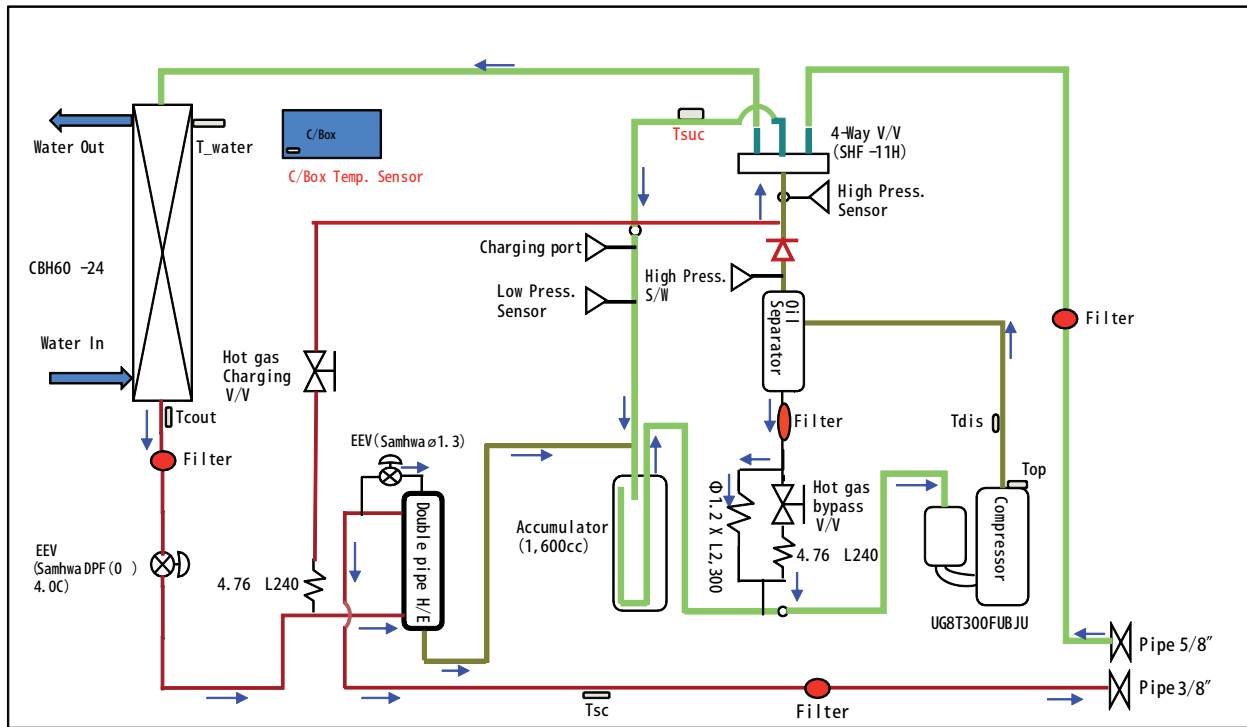 Water Out
T_water
C/Box
C/Box Temp. Sensor
Tsuc
4-Way V/V
(SHF -11H)
High Press.
Sensor
CBH60 -24
Charging port
High Press.
S/W
Low Press.
Sensor
Oil
Separator
Filter
Water In
Hot gas
Charging
V/V
Tcout
Filter
EEV(Samhwa ø1.3)
Filter
Tdis
Top
Hot gas
bypass
V/V
Double pipe H/E
Accumulator
(1,600cc)
Φ1.2 X L2,300
4.76 L240
Compressor
EEV
(Samhwa DPF(O )
4.0C)
4.76 L240
UG8T300FUBJU
Pipe 5/8"
Pipe 3/8"
Tsc
Filter